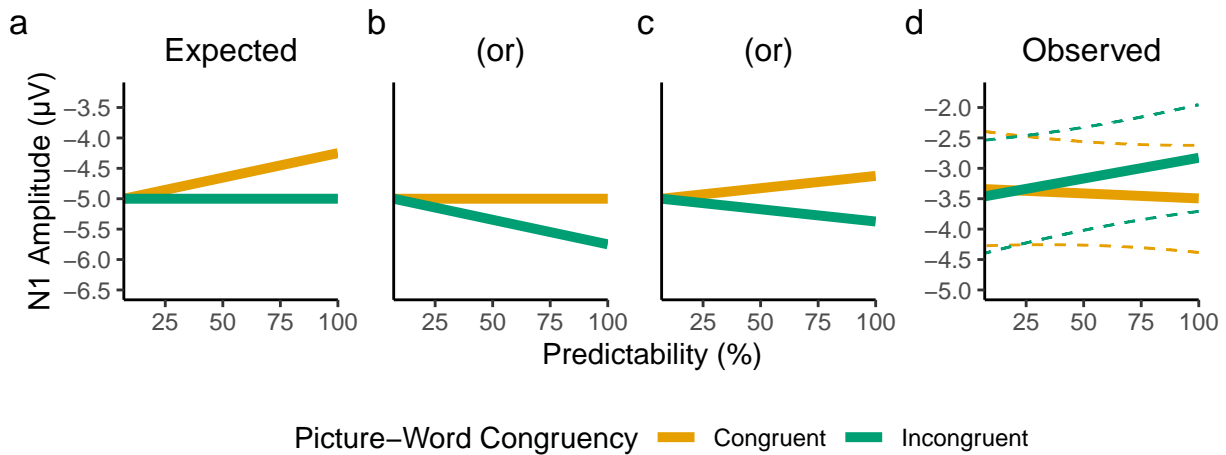 a b c d
Expected (or) (or) Observed
N1 Amplitude (μV)
−3.5
−4.0
−4.5
−5.0
−5.5
−6.0
−6.5
−2.0
−2.5
−3.0
−3.5
−4.0
−4.5
−5.0
25 50 75 100 25 50 75 100 25 50 75 100 25 50 75 100
Predictability (%)
Picture−Word Congruency Congruent Incongruent